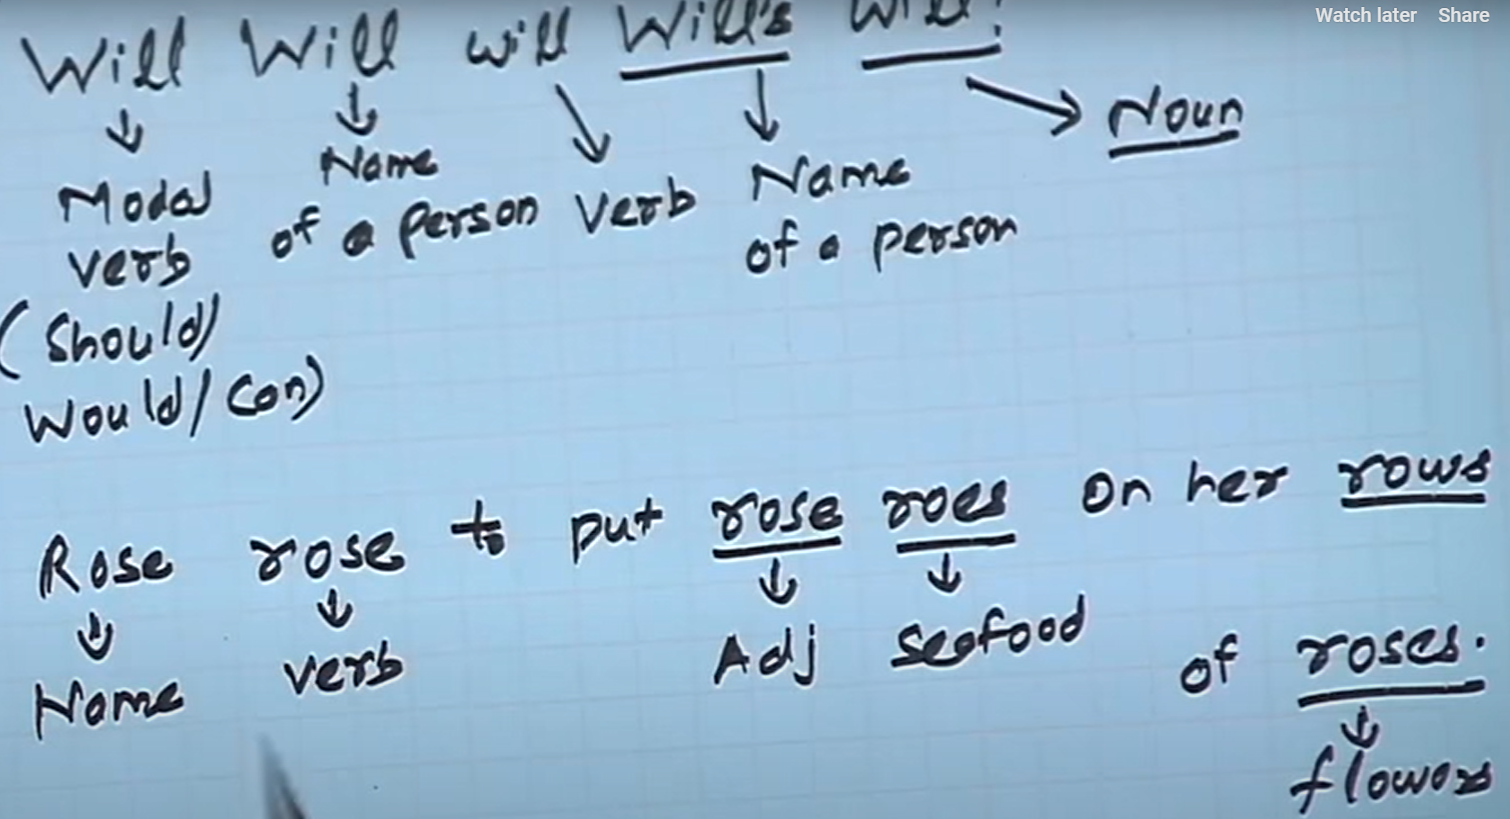 Watch later Share
Will Will will Will's Will?
Modal verb (Should/ Would/Can)
Name of a person
Verb
Name of a person
Noun
Rose rose to put rose roes on her rows
of roses.
Name
verb
Adj
seafood
flowers